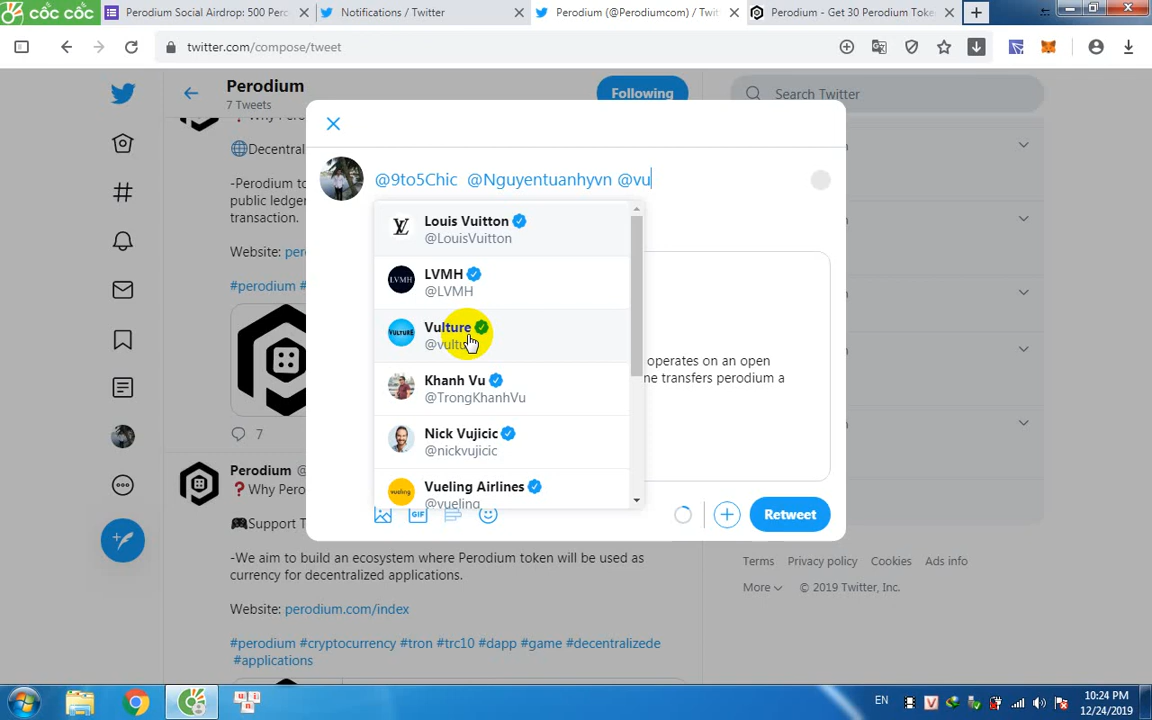 CỐC CỐC
Perodium Social Airdrop: 500 Per
Notifications / Twitter
Perodium (@Perodiumcom) / Twit
Perodium - Get 30 Perodium Toke
twitter.com/compose/tweet
Perodium
7 Tweets
Following
Search Twitter
Decentral
-Perodium to
public ledger
transaction.
Website: per
#perodium #
7
@9to5Chic @Nguyentuanhyvn @vu
Louis Vuitton
@LouisVuitton
LVMH
@LVMH
Vulture
@vultu
Khanh Vu
@TrongKhanhVu
Nick Vujicic
@nickvujicic
Vueling Airlines
@vueling
operates on an open
ne transfers perodium a
GIF
Retweet
Perodium @
Why Pero
Support T
-We aim to build an ecosystem where Perodium token will be used as
currency for decentralized applications.
Website: perodium.com/index
#perodium #cryptocurrency #tron #trc10 #dapp #game #decentralizede
#applications
Terms Privacy policy Cookies Ads info
More © 2019 Twitter, Inc.
EN
10:24 PM
12/24/2019